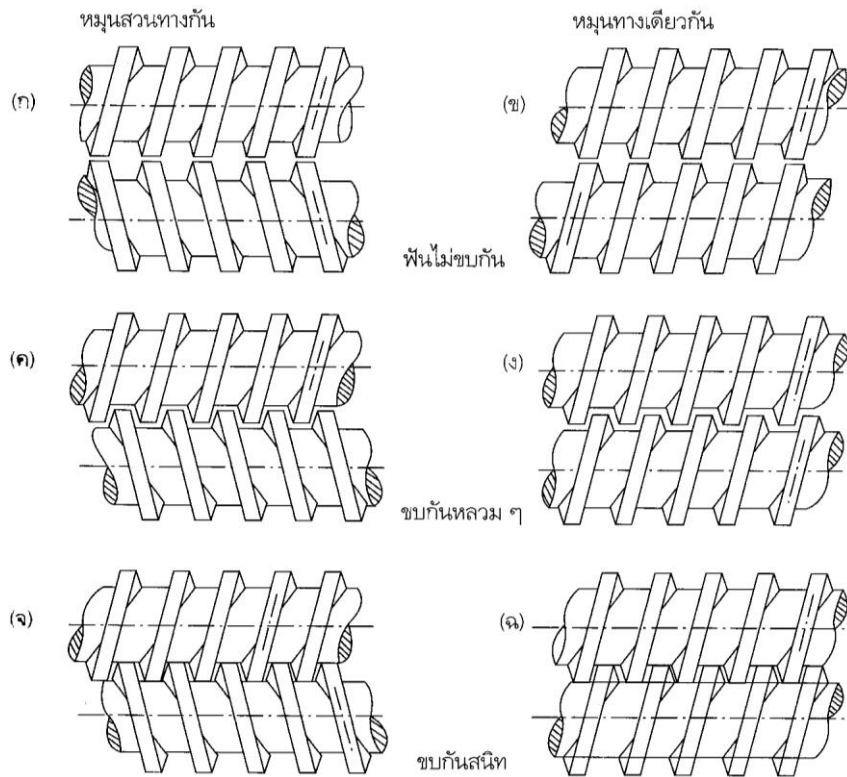 หมุนสวนทางกัน
หมุนทางเดียวกัน
(ก)
(ข)
ฟันไม่ขบกัน
(ค)
(ง)
ขบกันหลวม ๆ
(จ)
(ฉ)
ขบกันสนิท